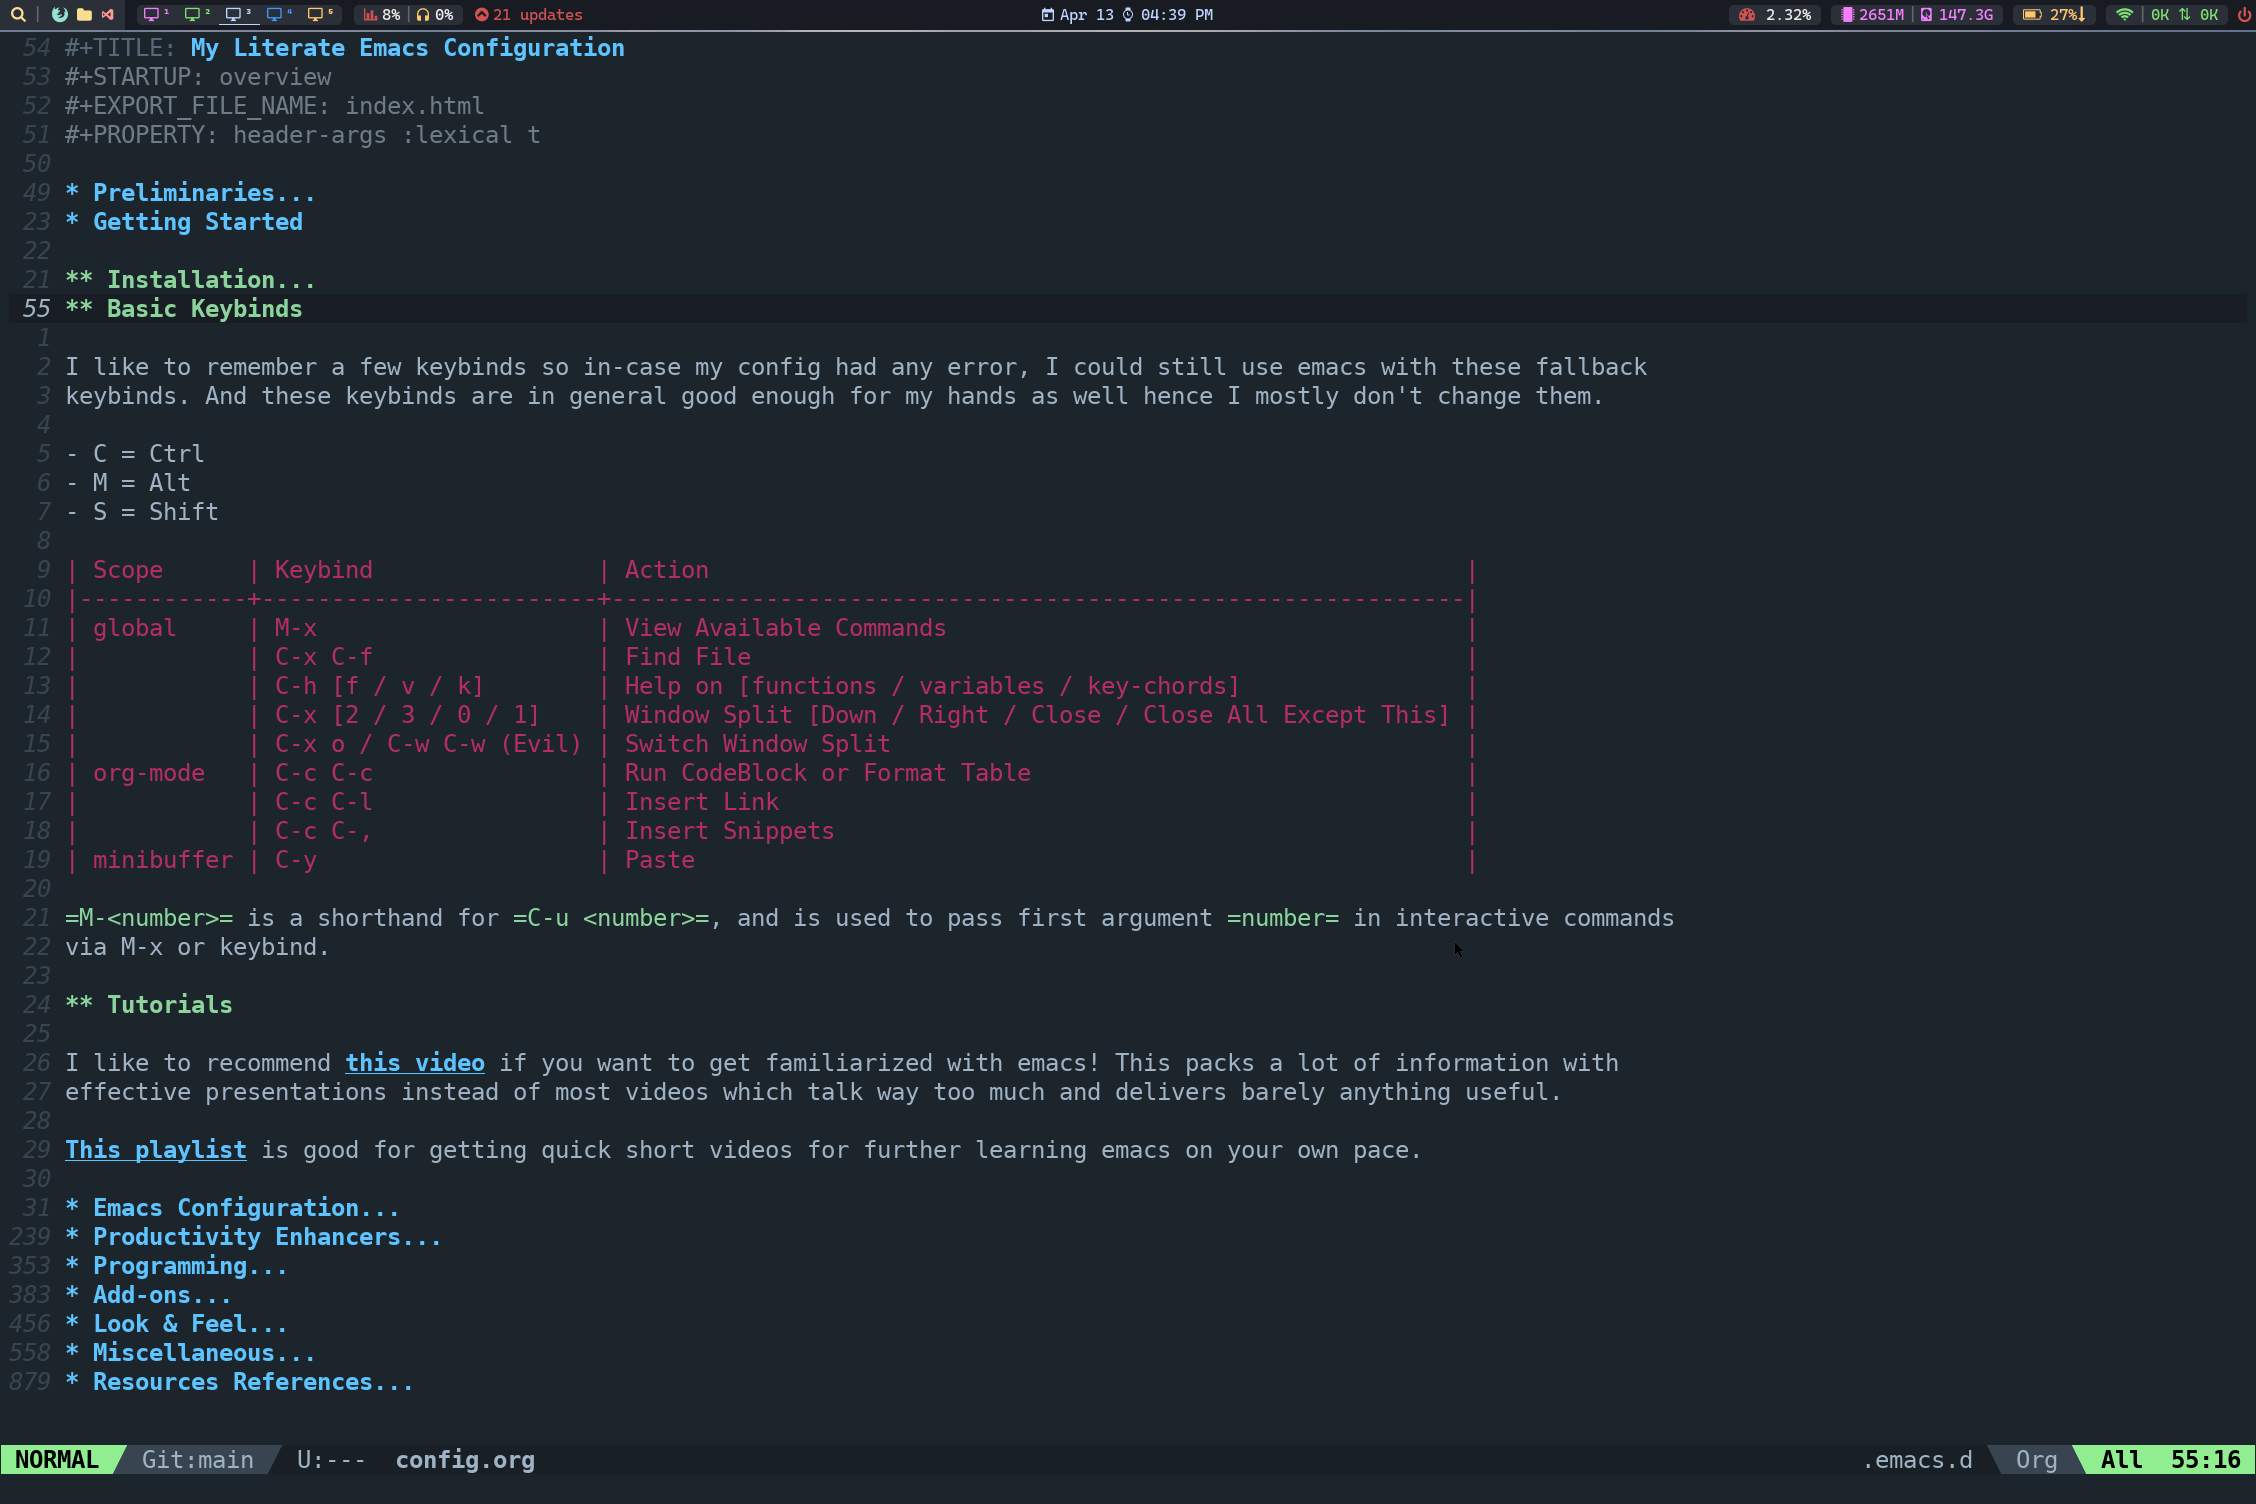 1 2 3 4 5 8% 0% 21 updates Apr 13 04:39 PM 2.32% 2651M 147.3G 27% 0K 0K
54 #+TITLE: My Literate Emacs Configuration
53 #+STARTUP: overview
52 #+EXPORT_FILE_NAME: index.html
51 #+PROPERTY: header-args :lexical t
50
49 * Preliminaries...
23 * Getting Started
22
21 ** Installation...
55 ** Basic Keybinds
1
2 I like to remember a few keybinds so in-case my config had any error, I could still use emacs with these fallback
3 keybinds. And these keybinds are in general good enough for my hands as well hence I mostly don't change them.
4
5 - C = Ctrl
6 - M = Alt
7 - S = Shift
8
9 | Scope      | Keybind                | Action                                                      |
10 |------------+------------------------+-------------------------------------------------------------|
11 | global     | M-x                    | View Available Commands                                     |
12 |            | C-x C-f                | Find File                                                   |
13 |            | C-h [f / v / k]        | Help on [functions / variables / key-chords]                |
14 |            | C-x [2 / 3 / 0 / 1]    | Window Split [Down / Right / Close / Close All Except This] |
15 |            | C-x o / C-w C-w (Evil) | Switch Window Split                                         |
16 | org-mode   | C-c C-c                | Run CodeBlock or Format Table                               |
17 |            | C-c C-l                | Insert Link                                                 |
18 |            | C-c C-,                | Insert Snippets                                             |
19 | minibuffer | C-y                    | Paste                                                       |
20
21 =M-<number>= is a shorthand for =C-u <number>=, and is used to pass first argument =number= in interactive commands
22 via M-x or keybind.
23
24 ** Tutorials
25
26 I like to recommend this video if you want to get familiarized with emacs! This packs a lot of information with
27 effective presentations instead of most videos which talk way too much and delivers barely anything useful.
28
29 This playlist is good for getting quick short videos for further learning emacs on your own pace.
30
31 * Emacs Configuration...
239 * Productivity Enhancers...
353 * Programming...
383 * Add-ons...
456 * Look & Feel...
558 * Miscellaneous...
879 * Resources References...
NORMAL Git:main U:--- config.org .emacs.d Org All 55:16